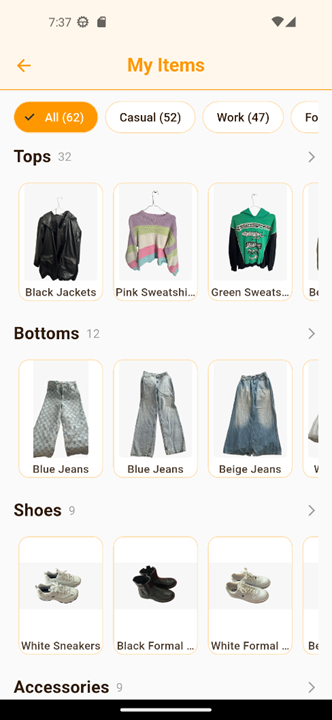 7:37
My Items
All (62)
Casual (52)
Work (47)
Fo
Tops 32
Black Jackets
Pink Sweatshi...
Green Sweats...
Be
Bottoms 12
Blue Jeans
Blue Jeans
Beige Jeans
W
Shoes 9
White Sneakers
Black Formal ...
White Formal ...
Be
Accessories 9